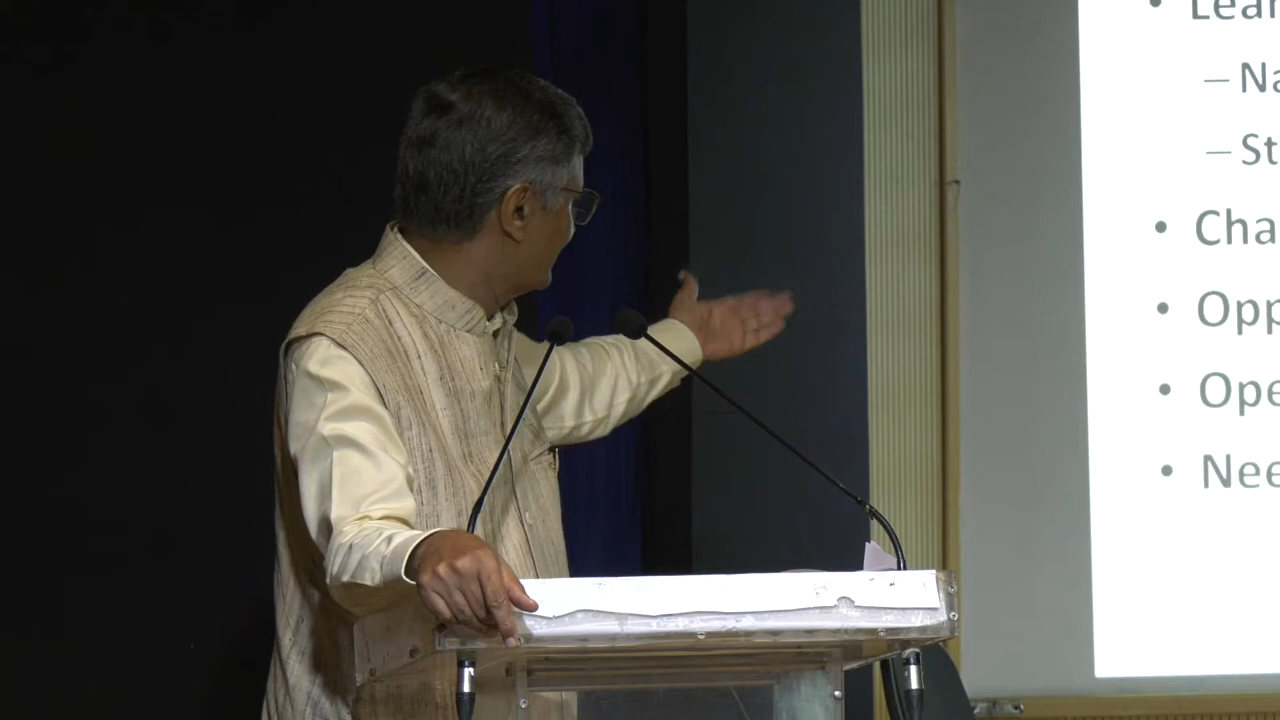 • Lear
– Na
– St
• Cha
• Opp
• Ope
• Nee